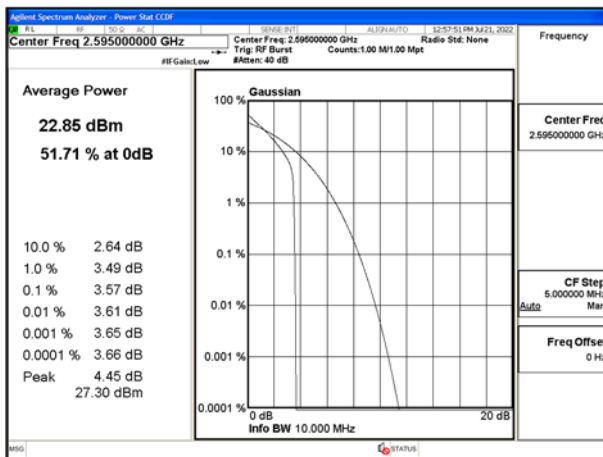 Agilent Spectrum Analyzer - Power Stat CCDF
RL RF 50 Ω AC SENSE:INT ALIGNAUTO 12:57:51 PM Jul 21, 2022
Center Freq 2.595000000 GHz
Center Freq: 2.595000000 GHz Radio Std: None
Trig: RF Burst Counts:1.00 M/1.00 Mpt
#IFGain:Low #Atten: 40 dB
Frequency
Average Power
22.85 dBm
51.71 % at 0dB
10.0 % 2.64 dB
1.0 % 3.49 dB
0.1 % 3.57 dB
0.01 % 3.61 dB
0.001 % 3.65 dB
0.0001 % 3.66 dB
Peak 4.45 dB
27.30 dBm
Gaussian
100 %
10 %
1 %
0.1 %
0.01 %
0.001 %
0.0001 %
0 dB 20 dB
Info BW 10.000 MHz
Center Freq
2.595000000 GHz
CF Step
5.000000 MHz
Auto Man
Freq Offset
0 Hz
MSG STATUS